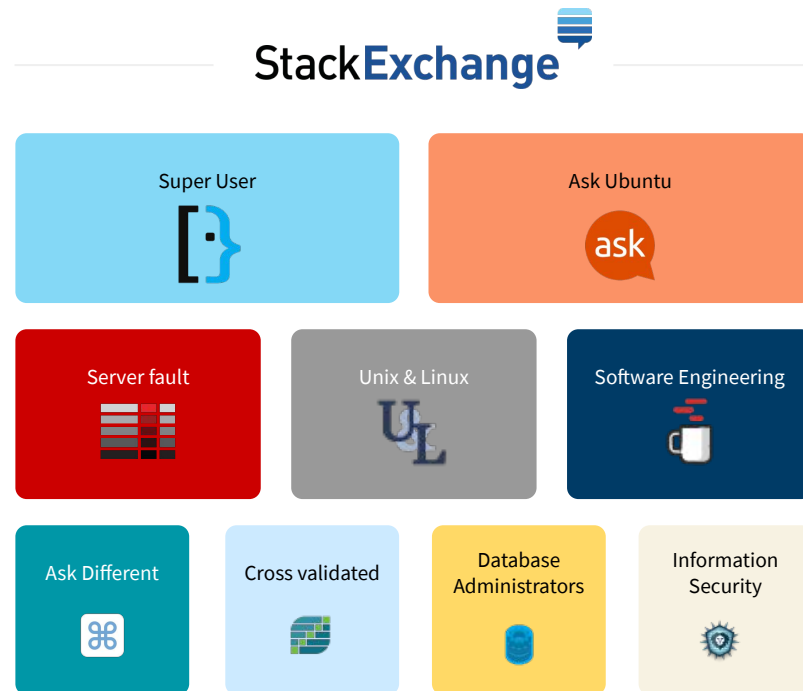 StackExchange
Super User
Ask Ubuntu
ask
Server fault
Unix & Linux
Software Engineering
U&L
Ask Different
Cross validated
Database
Administrators
Information
Security